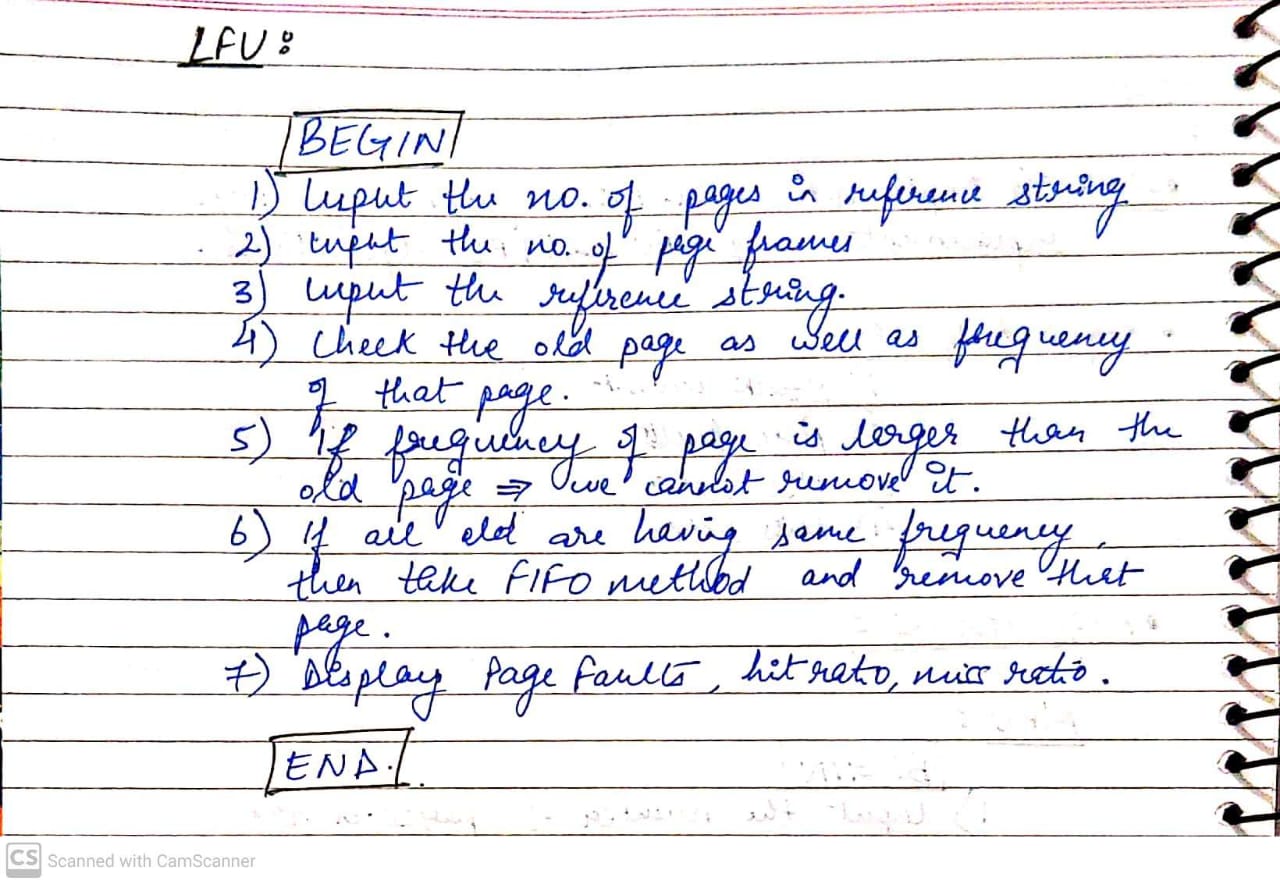 LFU :
BEGIN
1.) Input the no. of pages in reference string
2) input the no. of page frames
3) input the reference string.
4) Check the old page as well as frequency
of that page.
5) If frequency of page is larger than the
old page ⇒ we cannot remove it.
6) If all old are having same frequency,
then take FIFO method and remove that
page.
7) Display Page Faults, hit ratio, miss ratio.
END.
CS Scanned with CamScanner